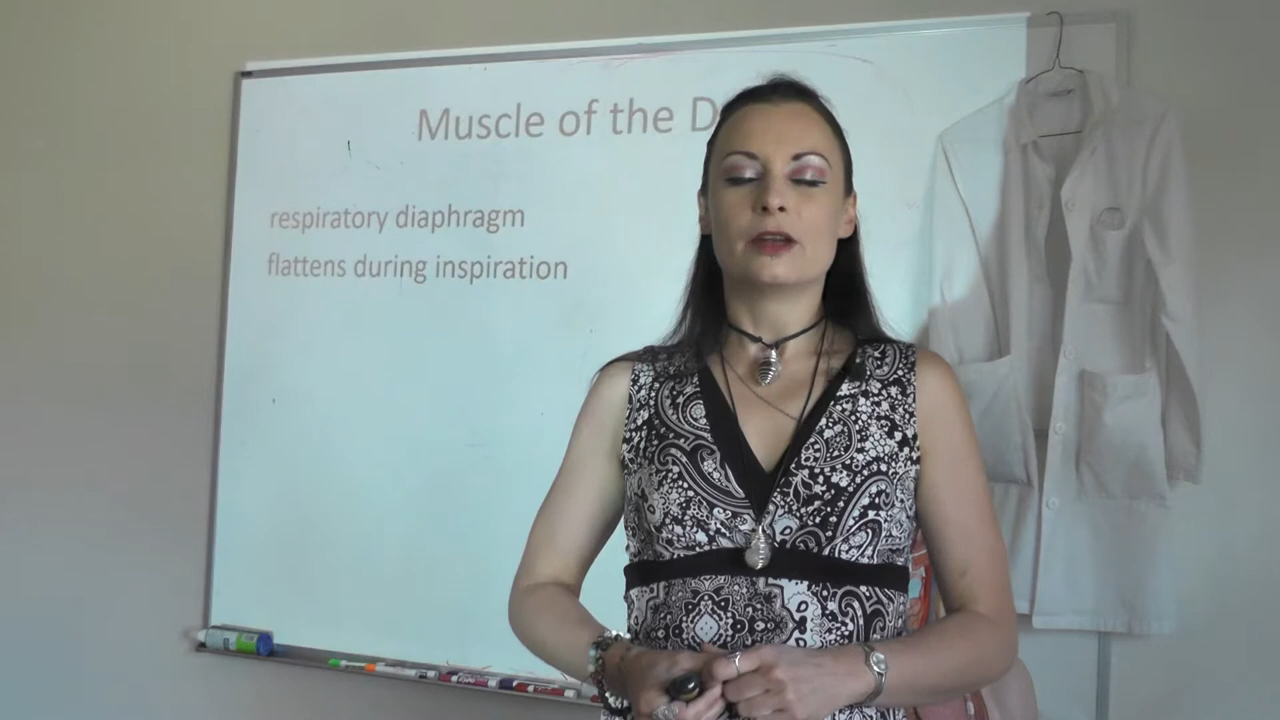 Muscle of the D
respiratory diaphragm
flattens during inspiration